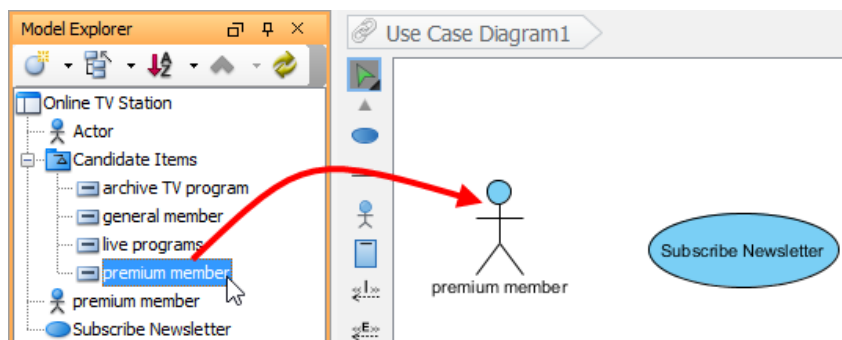 Model Explorer
Online TV Station
Actor
Candidate Items
archive TV program
general member
live programs
premium member
premium member
Subscribe Newsletter
Use Case Diagram1
<<I>>
<<E>>
premium member
Subscribe Newsletter